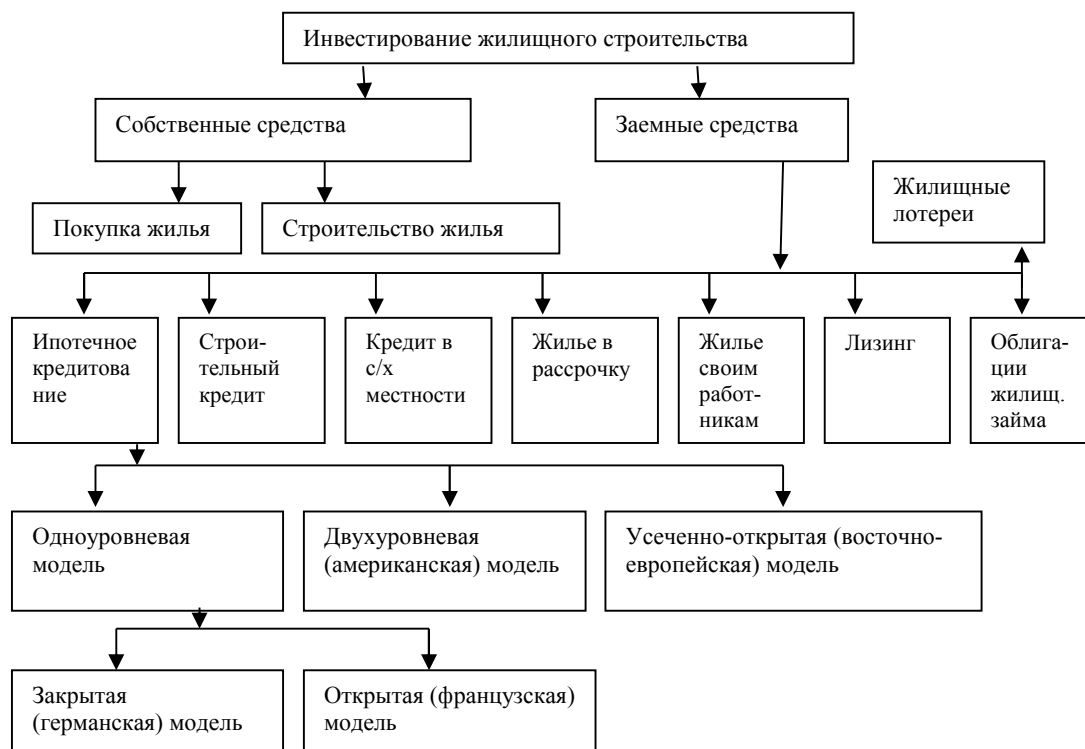 Инвестирование жилищного строительства
Собственные средства
Заемные средства
Жилищные
лотереи
Покупка жилья
Строительство жилья
Ипотечное
кредитова
ние
Строи-
тельный
кредит
Кредит в
с/х
местности
Жилье в
рассрочку
Жилье
своим
работ-
никам
Лизинг
Облига-
ции
жилищ.
займа
Одноуровневая
модель
Двухуровневая
(американская) модель
Усеченно-открытая (восточно-
европейская) модель
Закрытая
(германская) модель
Открытая (французская)
модель